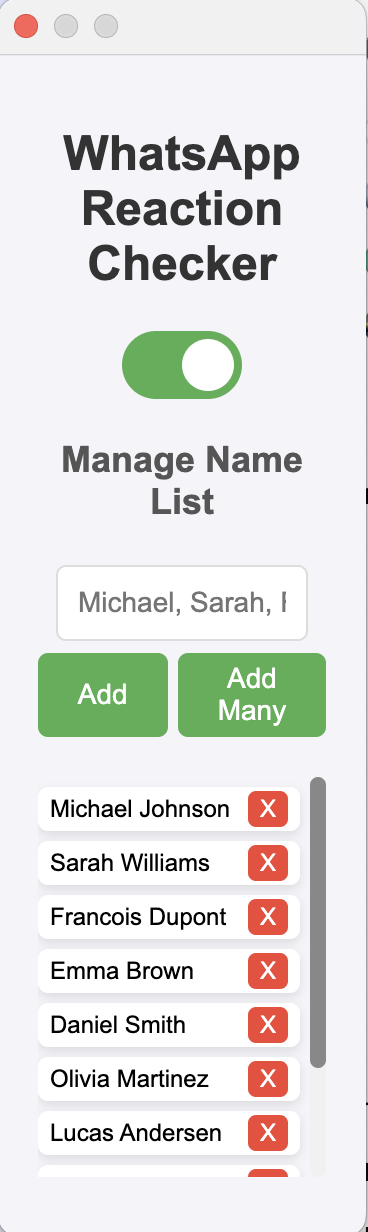 WhatsApp
Reaction
Checker
Manage Name
List
Michael, Sarah, F
Add
Add
Many
Michael Johnson X
Sarah Williams X
Francois Dupont X
Emma Brown X
Daniel Smith X
Olivia Martinez X
Lucas Andersen X